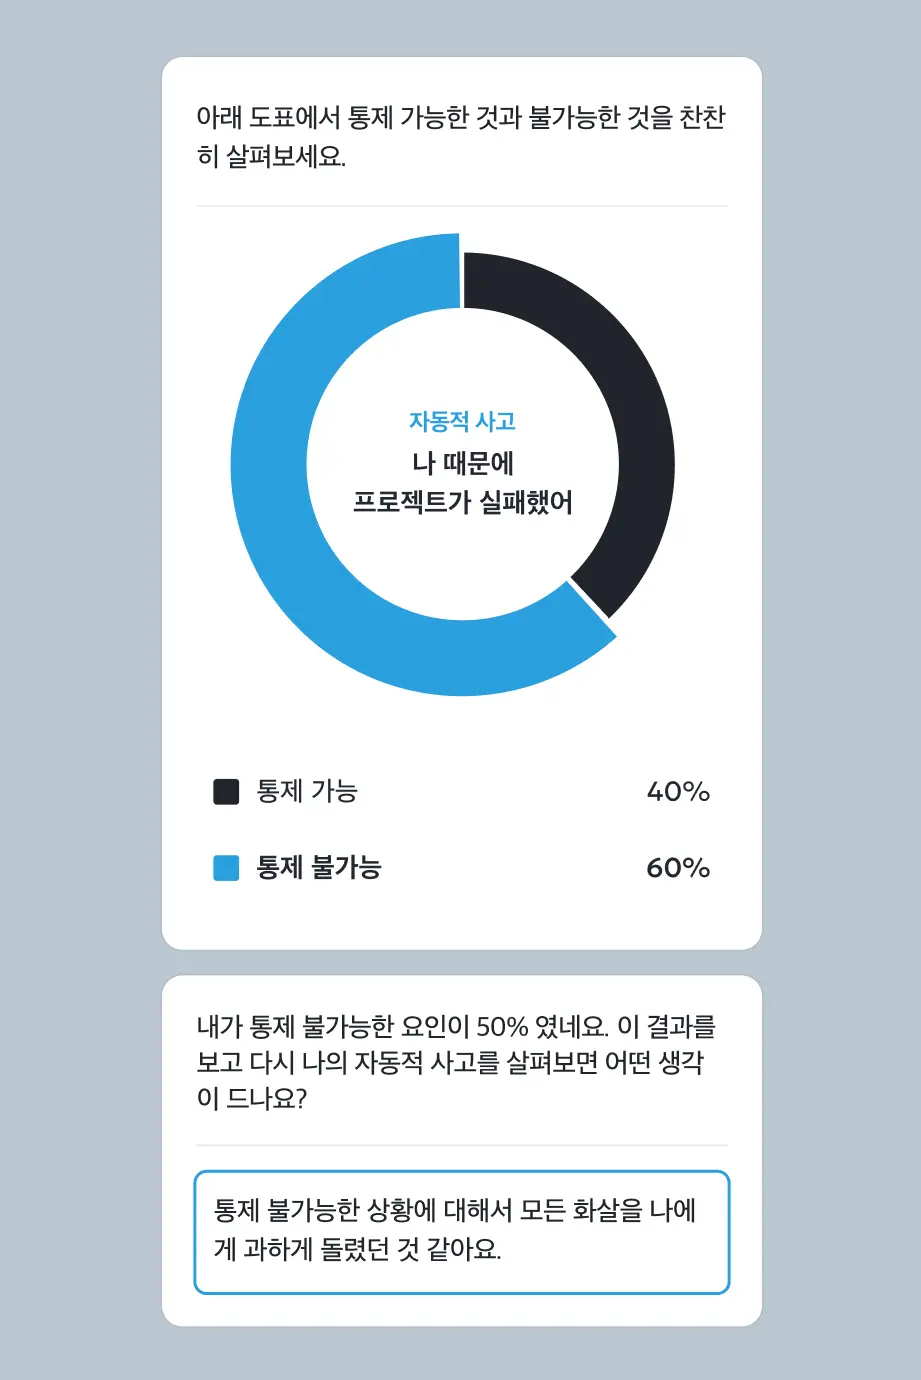 아래 도표에서 통제 가능한 것과 불가능한 것을 찬찬
히 살펴보세요.
자동적 사고
나 때문에
프로젝트가 실패했어
통제 가능 40%
통제 불가능 60%
내가 통제 불가능한 요인이 50% 였네요. 이 결과를
보고 다시 나의 자동적 사고를 살펴보면 어떤 생각
이 드나요?
통제 불가능한 상황에 대해서 모든 화살을 나에
게 과하게 돌렸던 것 같아요.